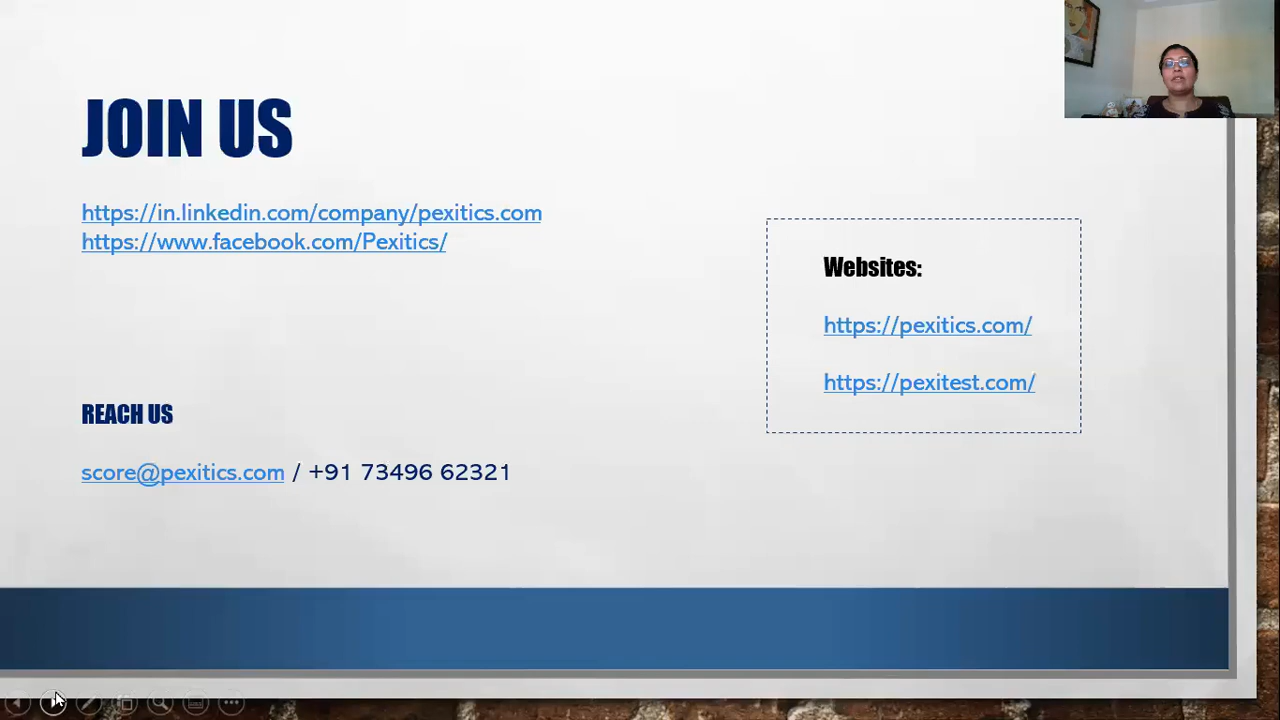 JOIN US
https://in.linkedin.com/company/pexitics.com
https://www.facebook.com/Pexitics/
Websites:
https://pexitics.com/
https://pexitest.com/
REACH US
score@pexitics.com / +91 73496 62321